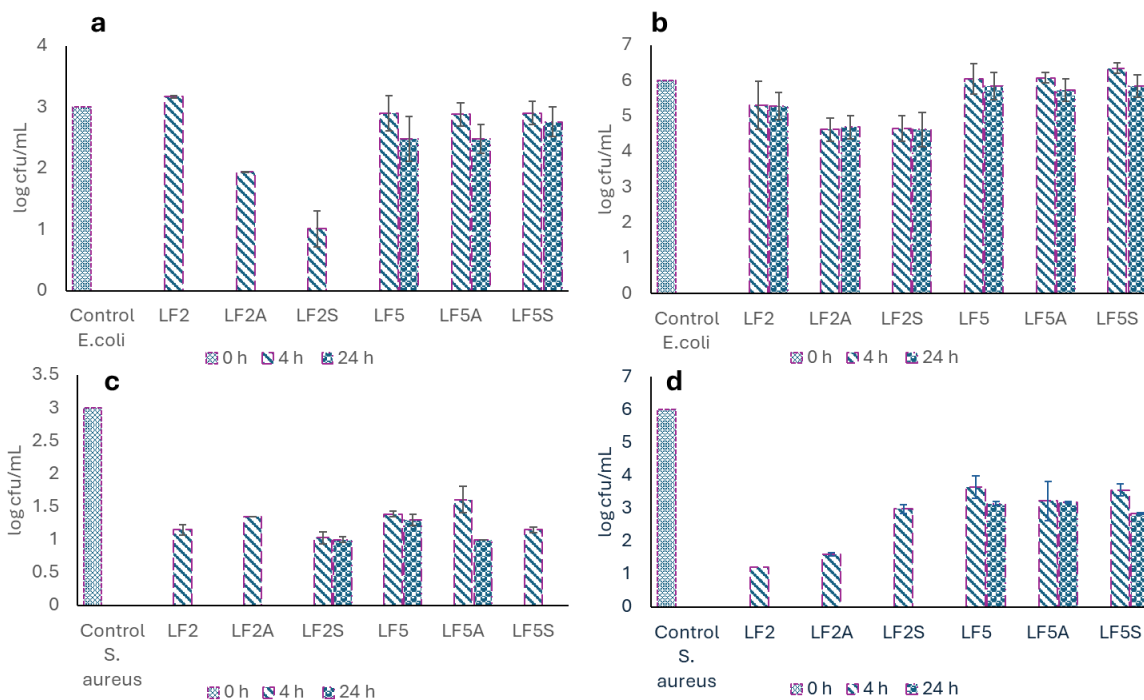 a
4
3
2
1
0
log cfu/mL
Control
E.coli
LF2
LF2A
LF2S
LF5
LF5A
LF5S
0 h
4 h
24 h
b
7
6
5
4
3
2
1
0
log cfu/mL
Control
E.coli
LF2
LF2A
LF2S
LF5
LF5A
LF5S
0 h
4 h
24 h
c
3.5
3
2.5
2
1.5
1
0.5
0
log cfu/mL
Control
S.
aureus
LF2
LF2A
LF2S
LF5
LF5A
LF5S
0 h
4 h
24 h
d
7
6
5
4
3
2
1
0
log cfu/mL
Control
S.
aureus
LF2
LF2A
LF2S
LF5
LF5A
LF5S
0 h
4 h
24 h